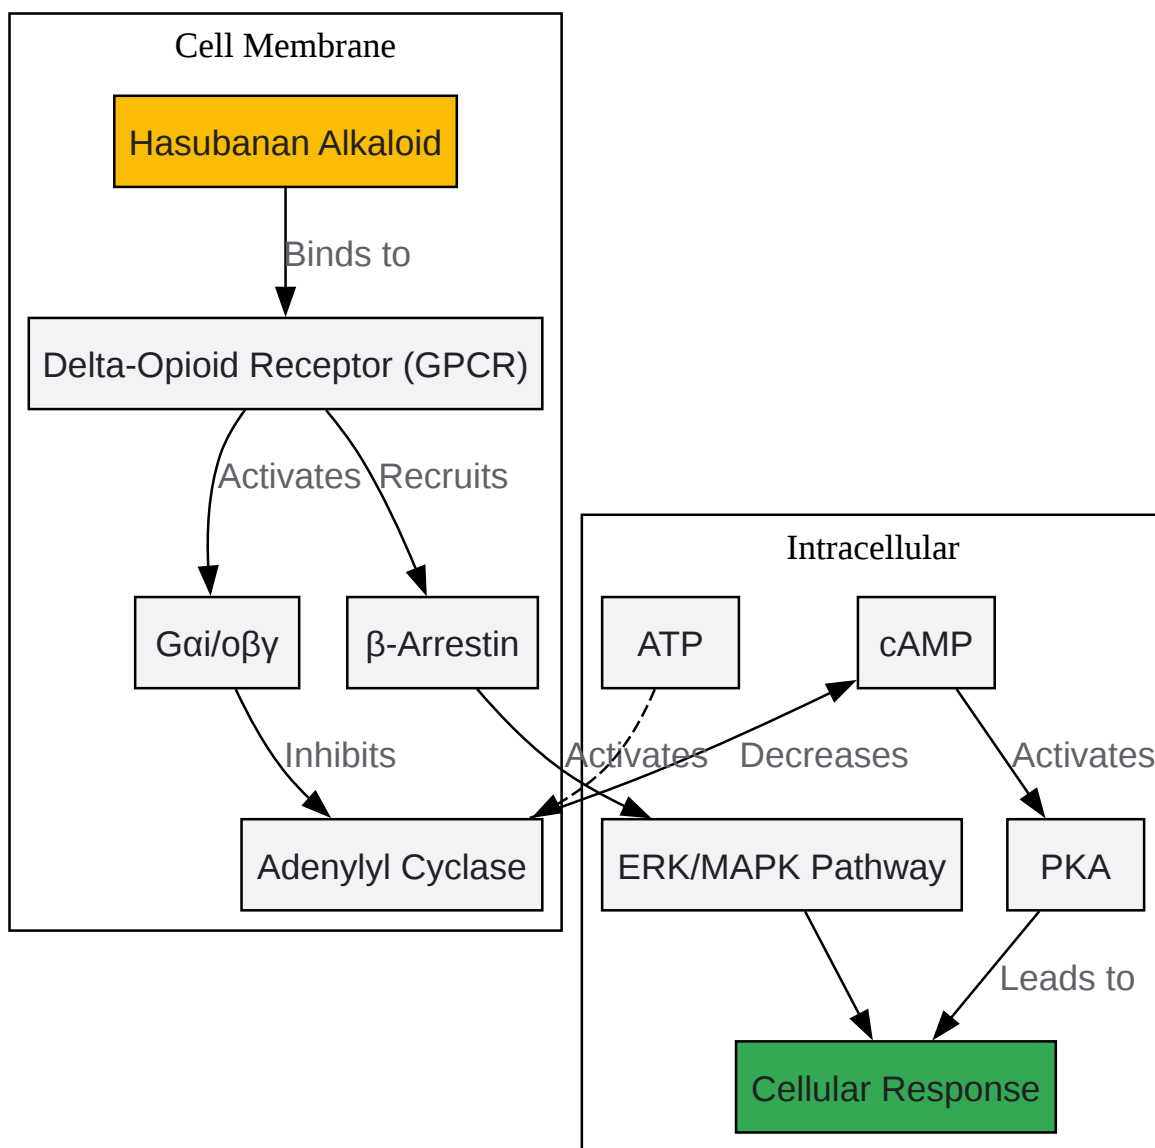 Cell Membrane
Hasubanan Alkaloid
Binds to
Delta-Opioid Receptor (GPCR)
Activates
Recruits
Intracellular
Gαi/oβγ
β-Arrestin
ATP
cAMP
Inhibits
Activates
Decreases
Activates
Adenylyl Cyclase
ERK/MAPK Pathway
PKA
Leads to
Cellular Response